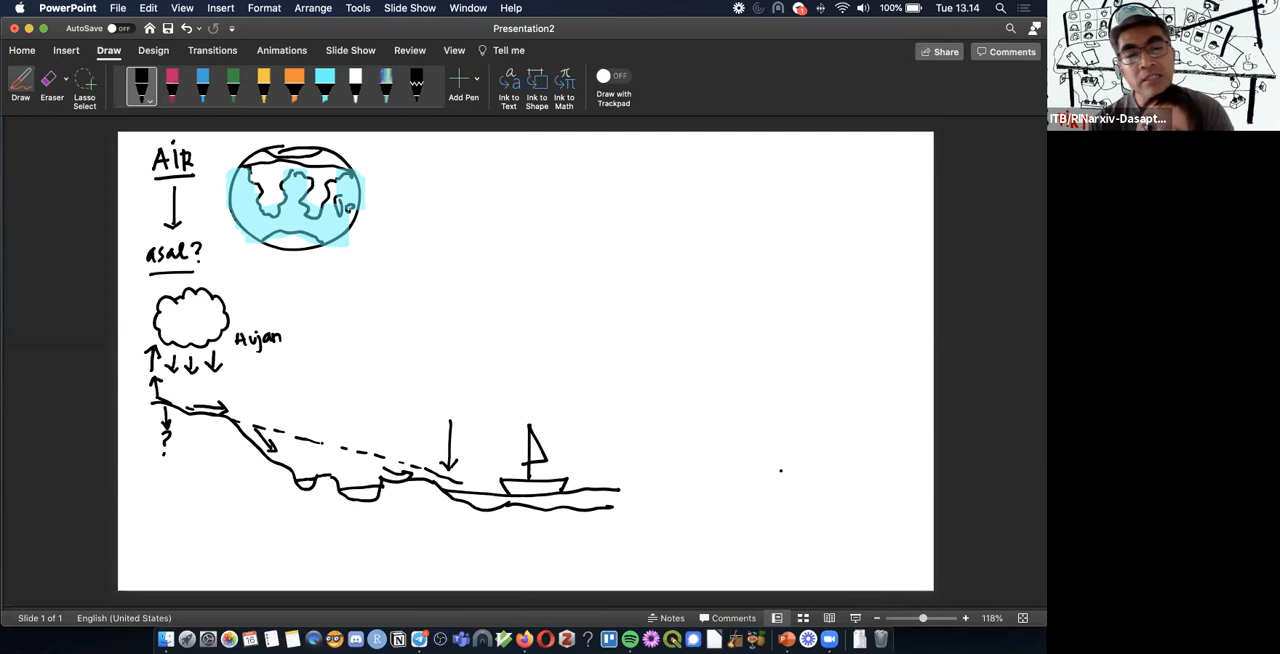 PowerPoint File Edit View Insert Format Arrange Tools Slide Show Window Help 100% Tue 13.14
AutoSave OFF Presentation2
Home Insert Draw Design Transitions Animations Slide Show Review View Tell me Share Comments
Draw Eraser Lasso Select Add Pen Ink to Text Ink to Shape Ink to Math OFF Draw with Trackpad
ITB/RINarxiv-Dasapt...
AIR
asal?
Hujan
?
Slide 1 of 1 English (United States) Notes Comments 118%